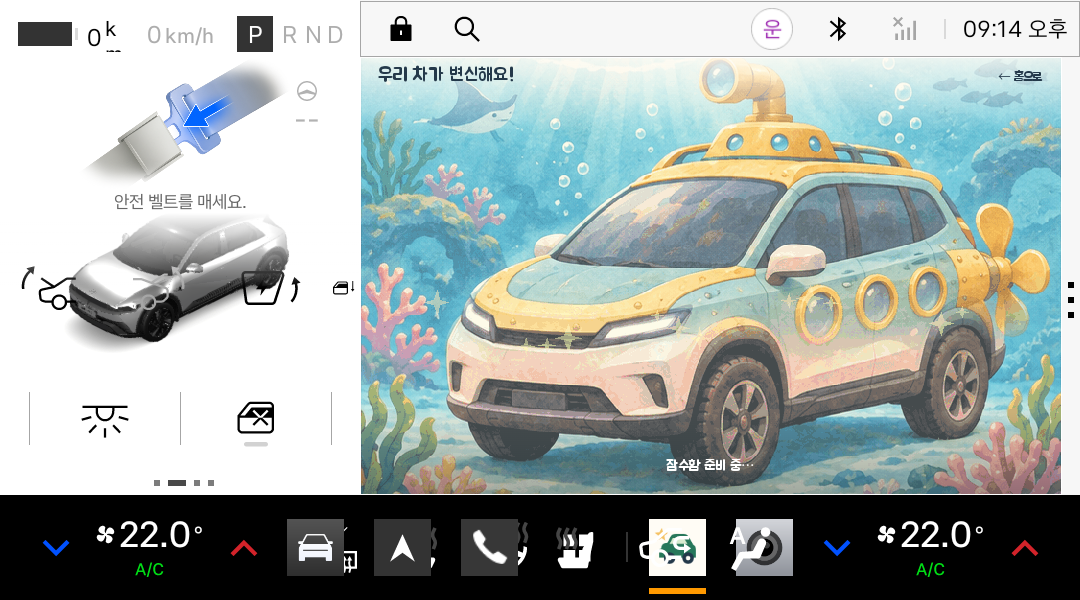 0 km
0 km/h
P R N D
운
09:14 오후
우리 차가 변신해요!
← 홈으로
안전 벨트를 매세요.
잠수함 준비 중…
22.0°
A/C
A
22.0°
A/C